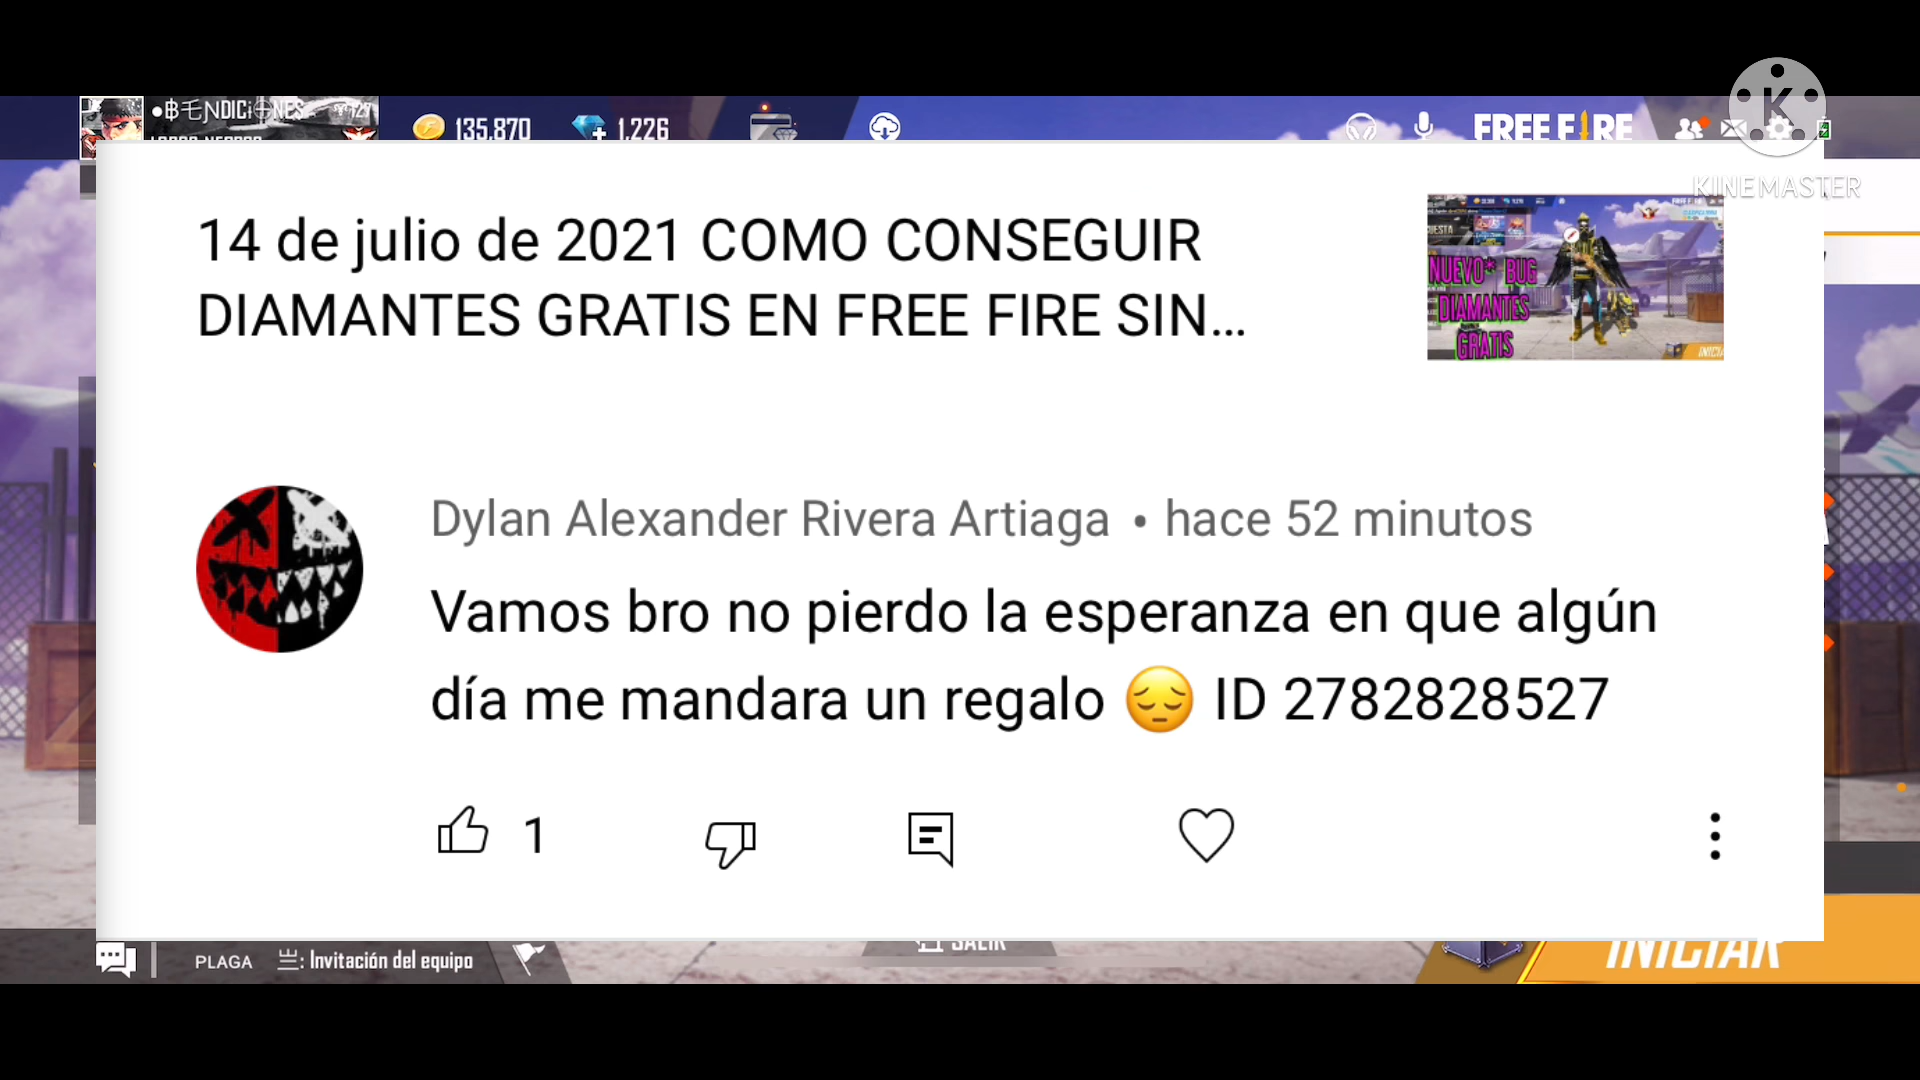 135,870
1,226
FREE FIRE
KINEMASTER
14 de julio de 2021 COMO CONSEGUIR
DIAMANTES GRATIS EN FREE FIRE SIN...
NUEVO* BUG
DIAMANTES
GRATIS
Dylan Alexander Rivera Artiaga • hace 52 minutos
Vamos bro no pierdo la esperanza en que algún
día me mandara un regalo 😔 ID 2782828527
1
PLAGA
: Invitación del equipo
SALIR
INICIAR